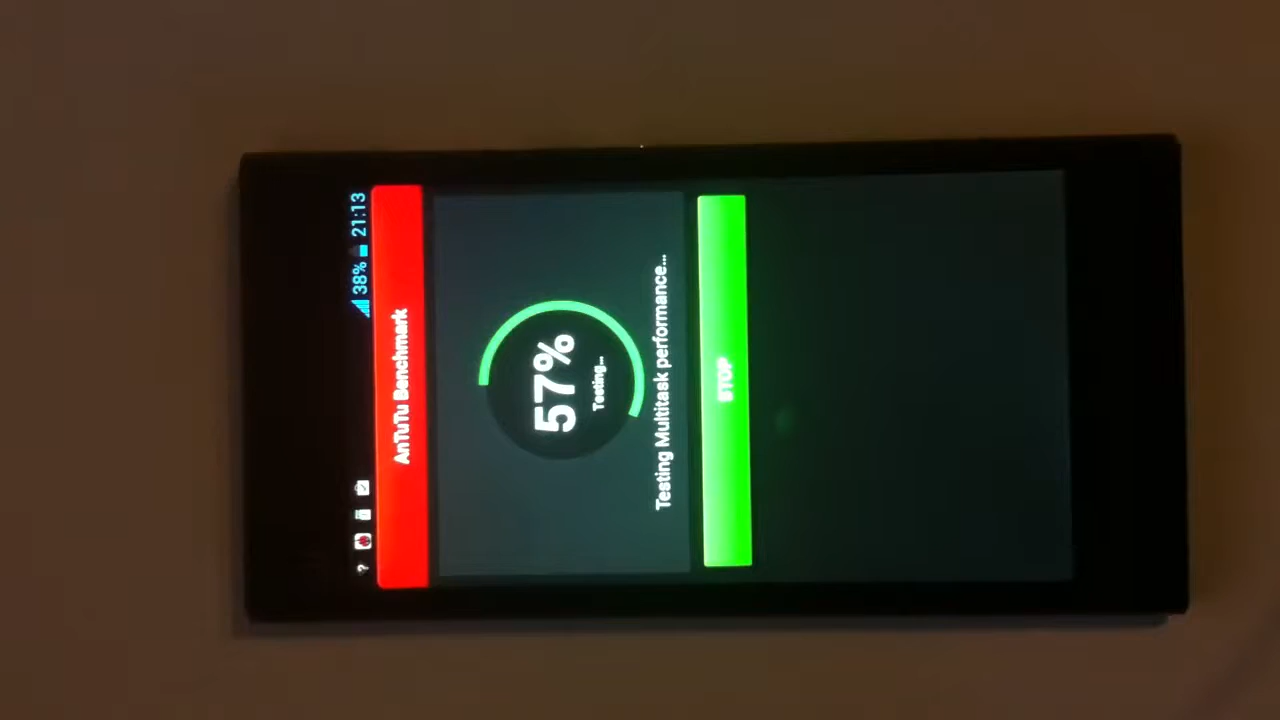 38% 21:13
AnTuTu Benchmark
57%
Testing...
Testing Multitask performance...
STOP